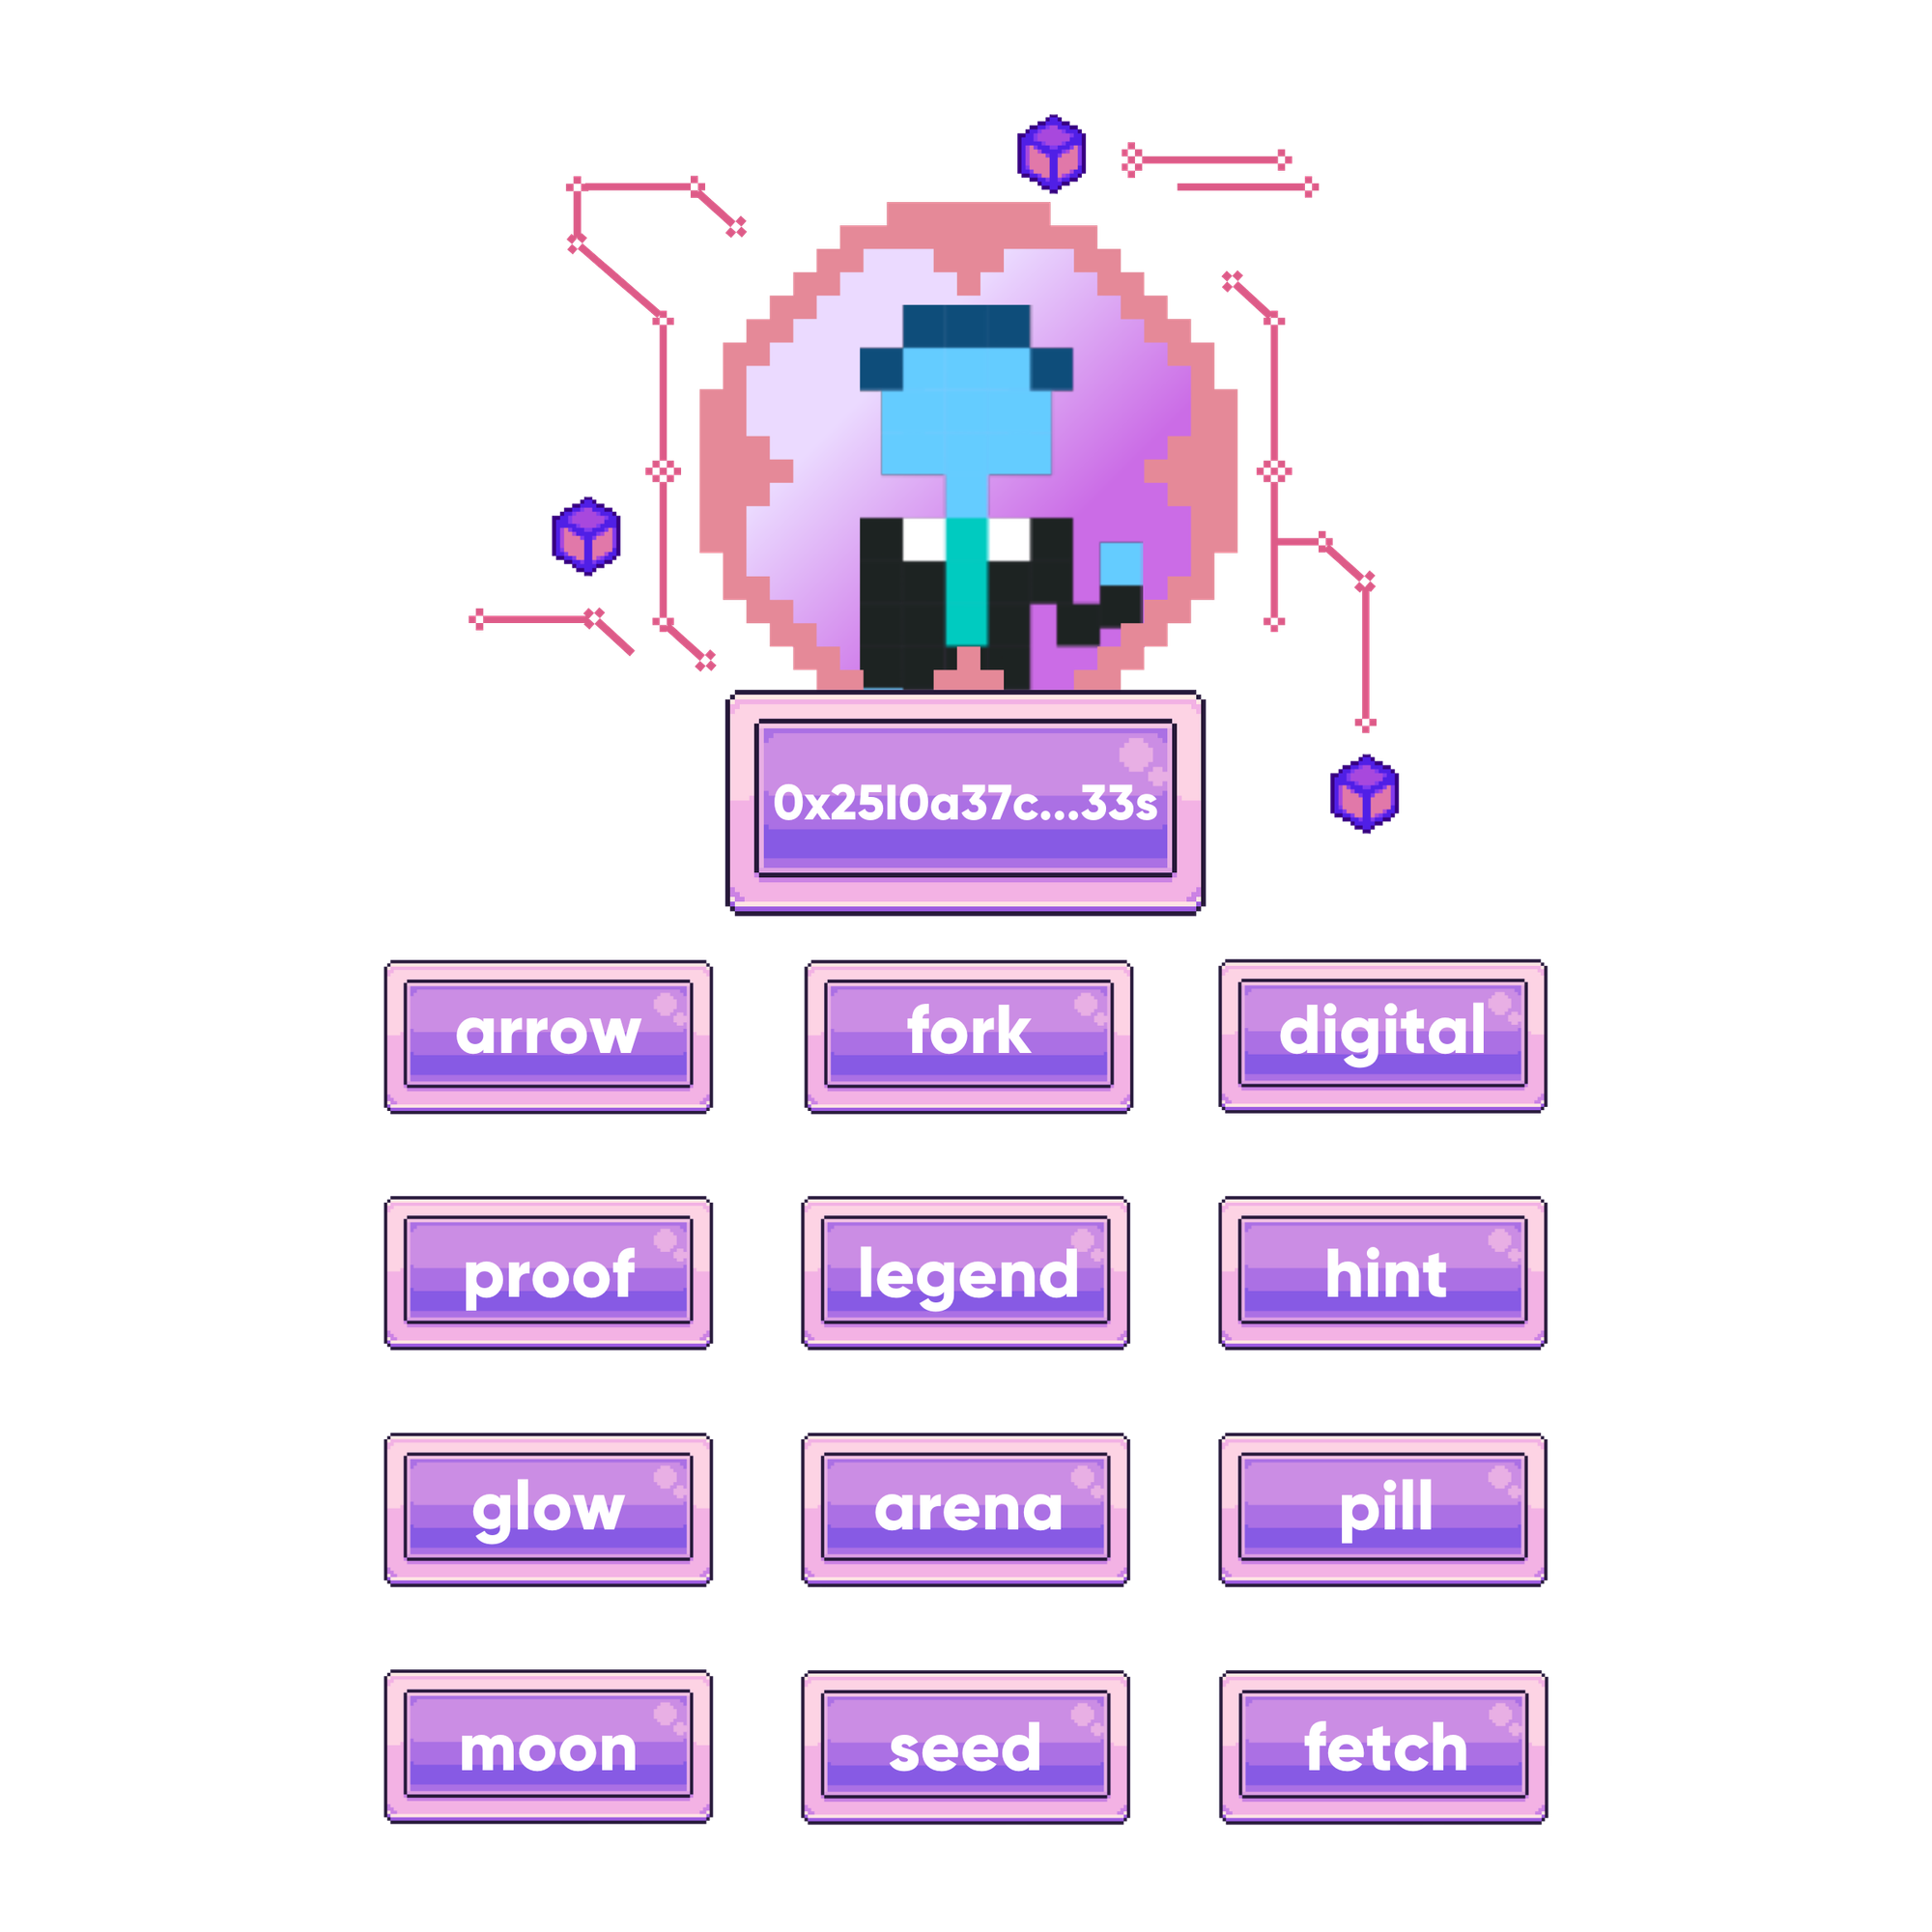 0x25l0a37c...33s
arrow
fork
digital
proof
legend
hint
glow
arena
pill
moon
seed
fetch